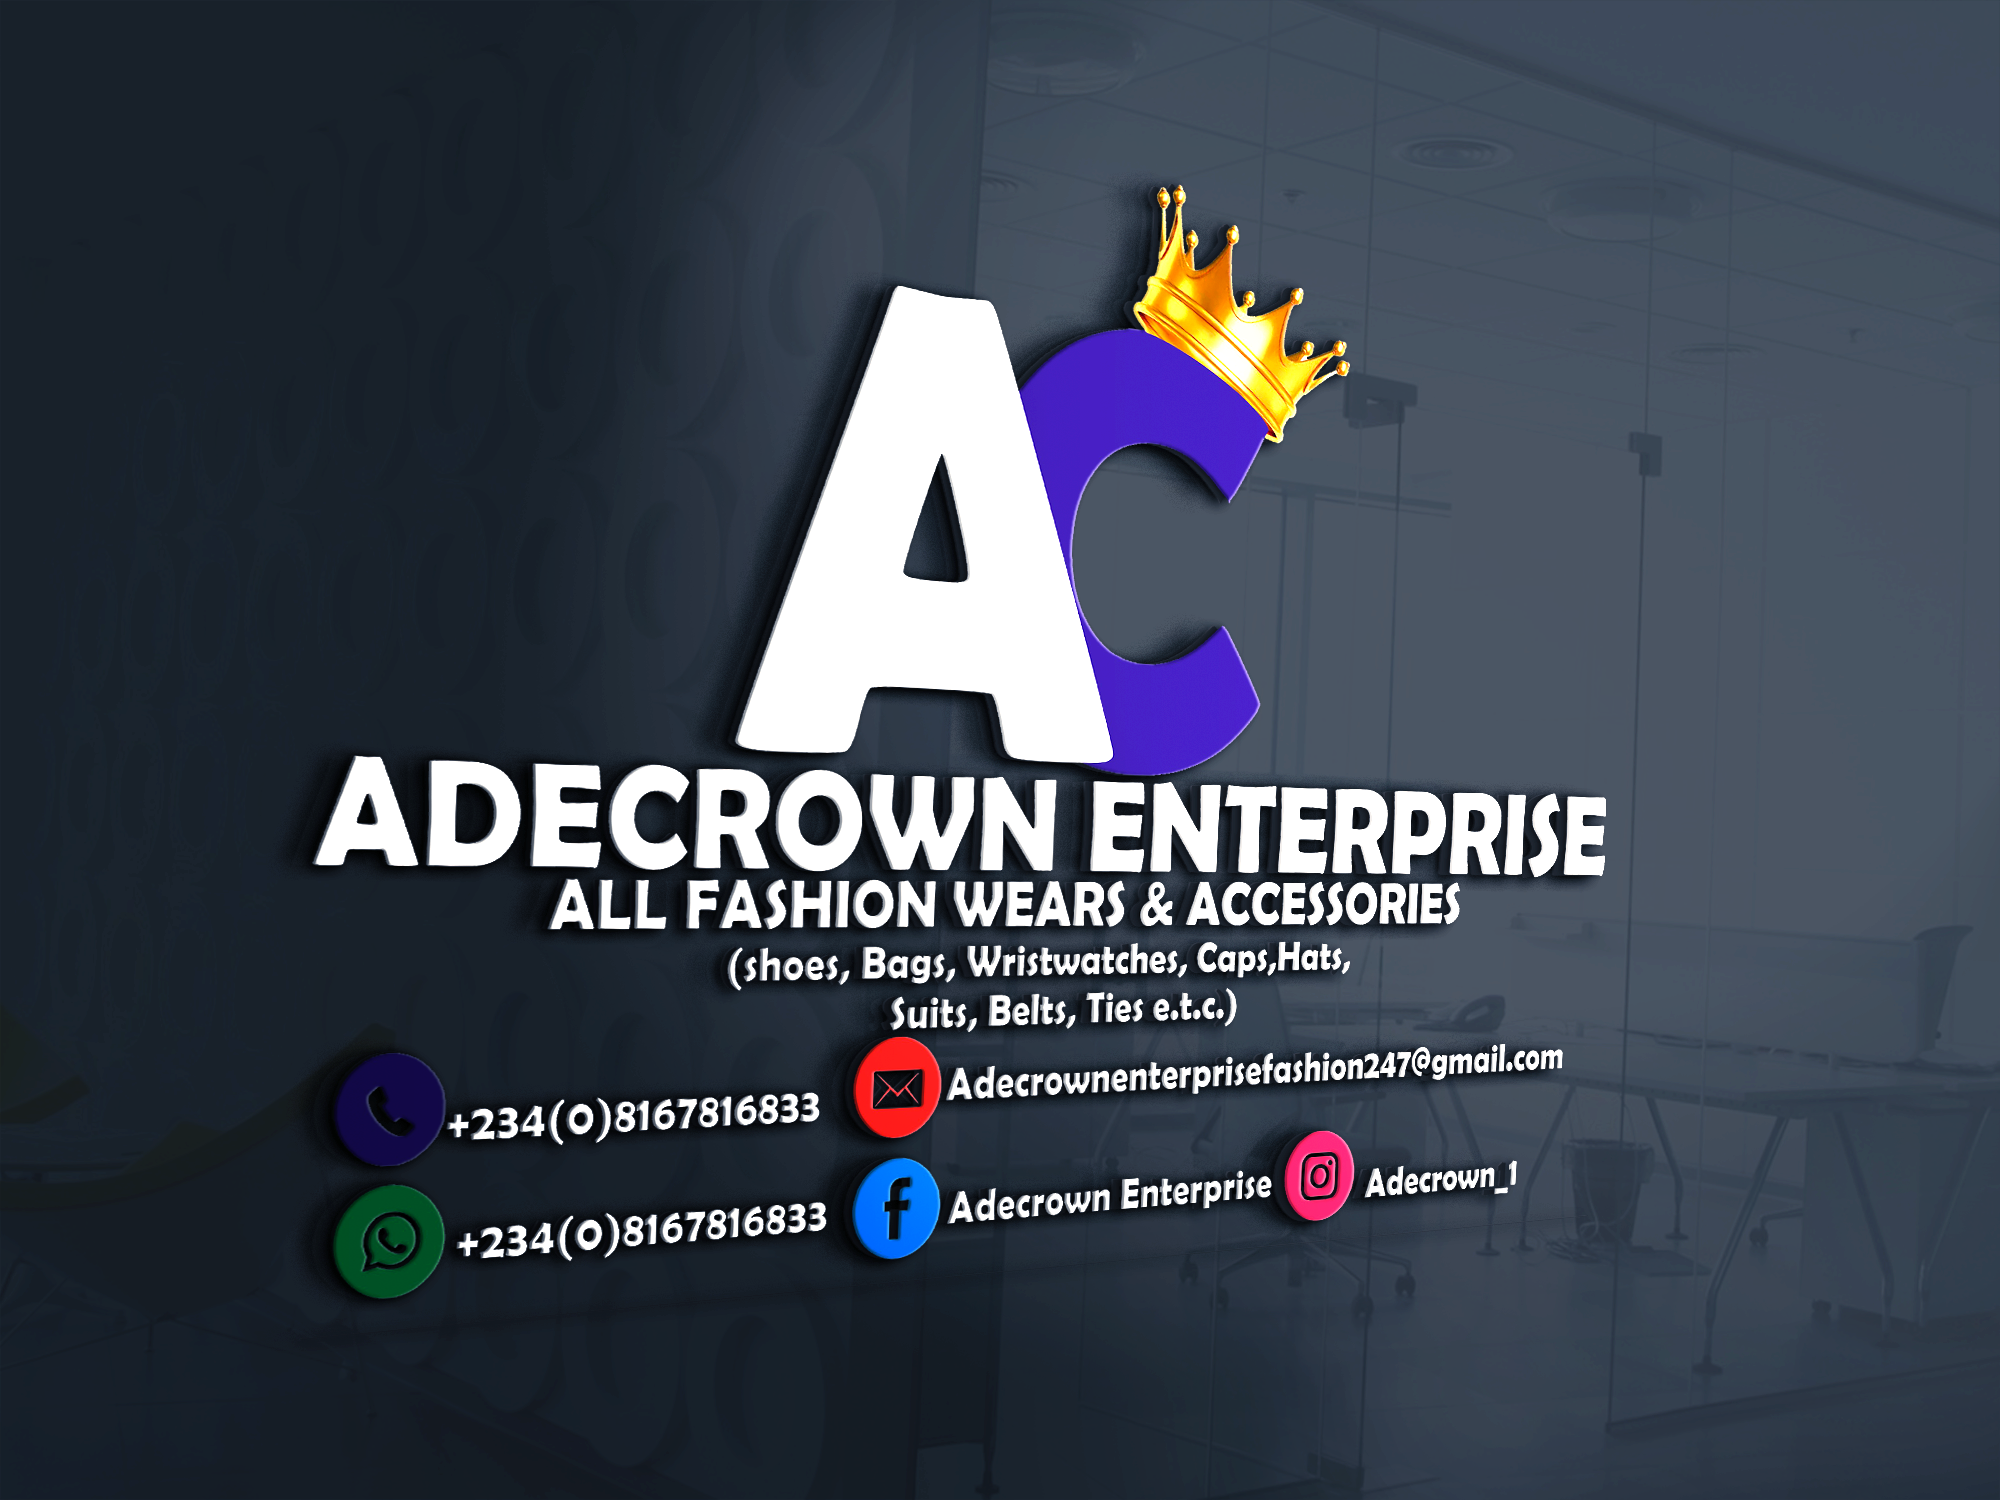 AC
ADECROWN ENTERPRISE
ALL FASHION WEARS & ACCESSORIES
(shoes, Bags, Wristwatches, Caps,Hats,
Suits, Belts, Ties e.t.c.)
+234(0)8167816833
Adecrownenterprisefashion247@gmail.com
+234(0)8167816833
Adecrown Enterprise
Adecrown_1